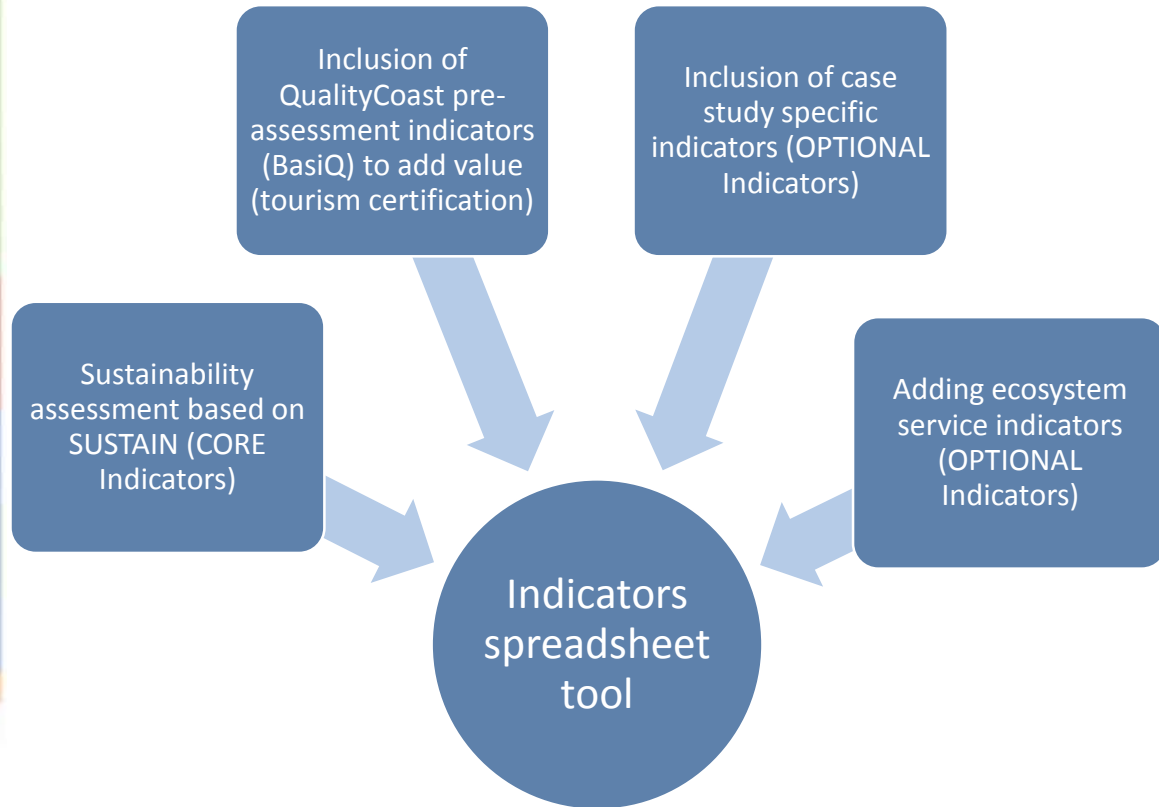 Inclusion of
QualityCoast pre-
assessment indicators
(BasiQ) to add value
(tourism certification)
Inclusion of case
study specific
indicators (OPTIONAL
Indicators)
Sustainability
assessment based on
SUSTAIN (CORE
Indicators)
Adding ecosystem
service indicators
(OPTIONAL
Indicators)
Indicators
spreadsheet
tool